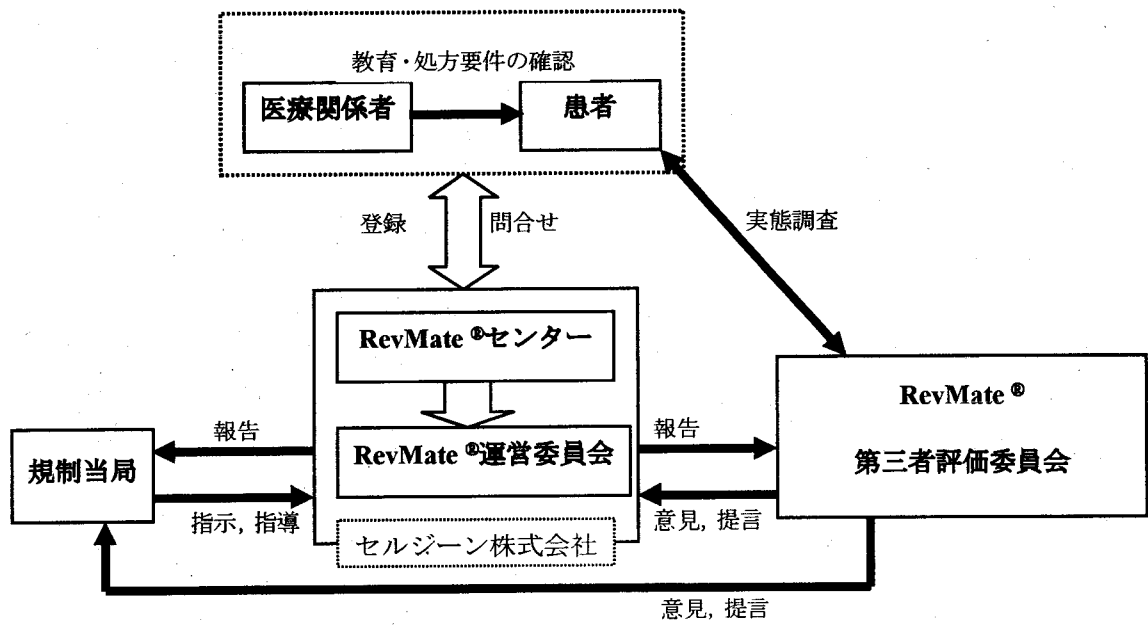 教育・処方要件の確認
医療関係者
患者
登録
問合せ
実態調査
RevMate®センター
RevMate®
RevMate®運営委員会
第三者評価委員会
報告
報告
規制当局
指示, 指導
意見, 提言
セルジーン株式会社
意見, 提言